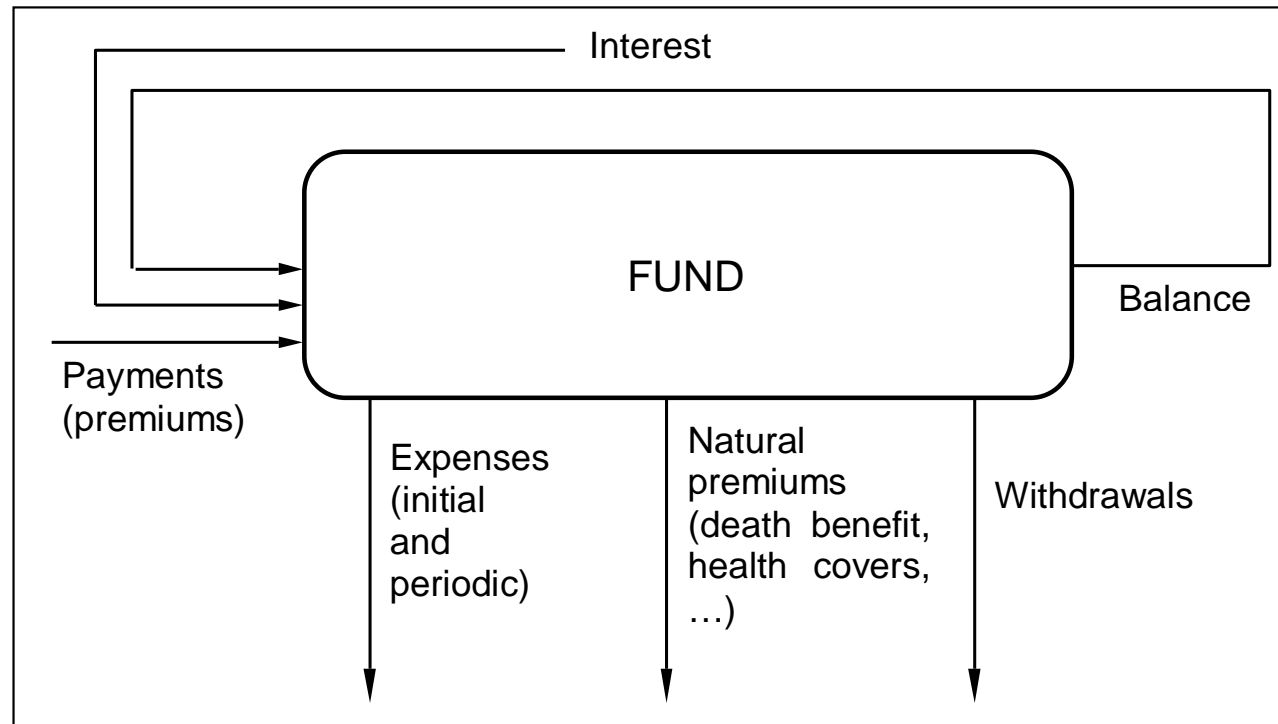 Interest
FUND
Balance
Payments
(premiums)
Expenses
(initial
and
periodic)
Natural
premiums
(death benefit,
health covers,
…)
Withdrawals